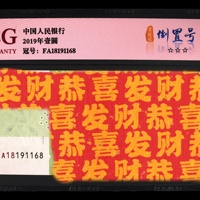 G
ANTY
中国人民银行
2019年壹圆
冠号：FA18191168
倒置号
☆☆☆
发财恭喜发财
恭喜发财恭喜
A18191168
发财恭喜发财
恭喜发财恭喜